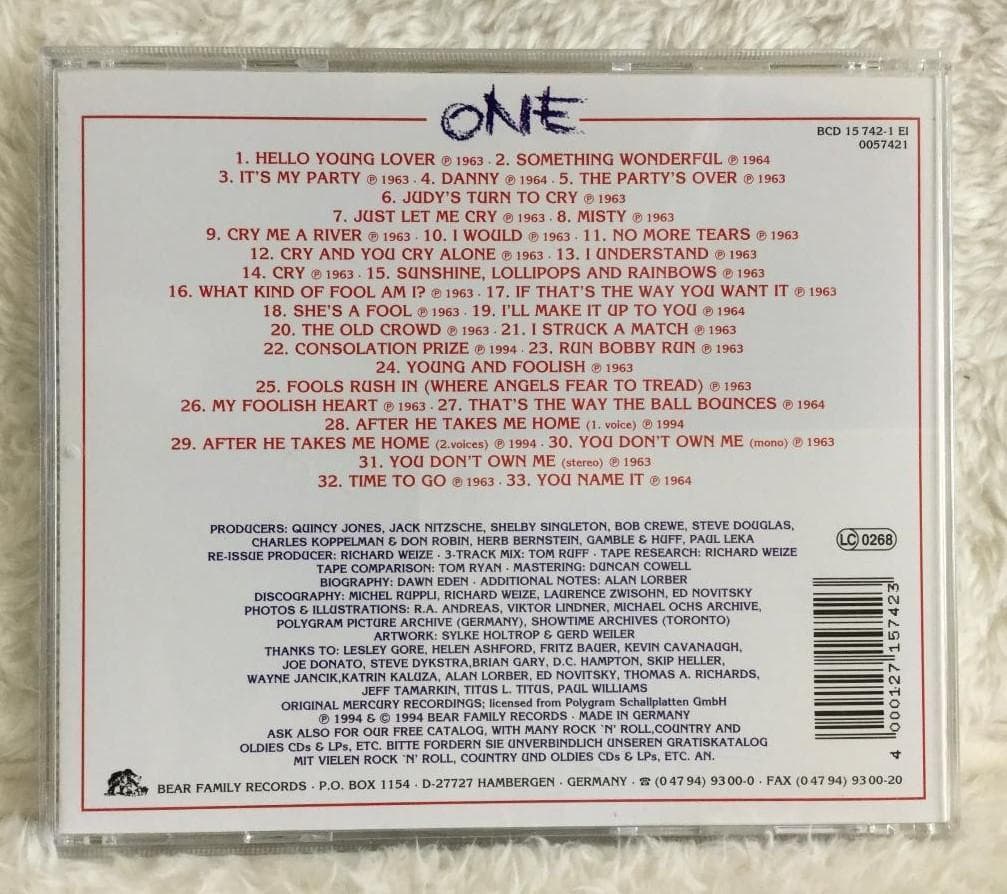 ONE
BCD 15 742-1 EI
0057421
1. HELLO YOUNG LOVER ℗ 1963 · 2. SOMETHING WONDERFUL ℗ 1964
3. IT'S MY PARTY ℗ 1963 · 4. DANNY ℗ 1964 · 5. THE PARTY'S OVER ℗ 1963
6. JUDY'S TURN TO CRY ℗ 1963
7. JUST LET ME CRY ℗ 1963 · 8. MISTY ℗ 1963
9. CRY ME A RIVER ℗ 1963 · 10. I WOULD ℗ 1963 · 11. NO MORE TEARS ℗ 1963
12. CRY AND YOU CRY ALONE ℗ 1963 · 13. I UNDERSTAND ℗ 1963
14. CRY ℗ 1963 · 15. SUNSHINE, LOLLIPOPS AND RAINBOWS ℗ 1963
16. WHAT KIND OF FOOL AM I? ℗ 1963 · 17. IF THAT'S THE WAY YOU WANT IT ℗ 1963
18. SHE'S A FOOL ℗ 1963 · 19. I'LL MAKE IT UP TO YOU ℗ 1964
20. THE OLD CROWD ℗ 1963 · 21. I STRUCK A MATCH ℗ 1963
22. CONSOLATION PRIZE ℗ 1994 · 23. RUN BOBBY RUN ℗ 1963
24. YOUNG AND FOOLISH ℗ 1963
25. FOOLS RUSH IN (WHERE ANGELS FEAR TO TREAD) ℗ 1963
26. MY FOOLISH HEART ℗ 1963 · 27. THAT'S THE WAY THE BALL BOUNCES ℗ 1964
28. AFTER HE TAKES ME HOME (1. voice) ℗ 1994
29. AFTER HE TAKES ME HOME (2.voices) ℗ 1994 · 30. YOU DON'T OWN ME (mono) ℗ 1963
31. YOU DON'T OWN ME (stereo) ℗ 1963
32. TIME TO GO ℗ 1963 · 33. YOU NAME IT ℗ 1964
PRODUCERS: QUINCY JONES, JACK NITZSCHE, SHELBY SINGLETON, BOB CREWE, STEVE DOUGLAS,
CHARLES KOPPELMAN & DON ROBIN, HERB BERNSTEIN, GAMBLE & HUFF, PAUL LEKA
RE-ISSUE PRODUCER: RICHARD WEIZE · 3-TRACK MIX: TOM RUFF · TAPE RESEARCH: RICHARD WEIZE
TAPE COMPARISON: TOM RYAN · MASTERING: DUNCAN COWELL
BIOGRAPHY: DAWN EDEN · ADDITIONAL NOTES: ALAN LORBER
DISCOGRAPHY: MICHEL RUPPLI, RICHARD WEIZE, LAURENCE ZWISOHN, ED NOVITSKY
PHOTOS & ILLUSTRATIONS: R.A. ANDREAS, VIKTOR LINDNER, MICHAEL OCHS ARCHIVE,
POLYGRAM PICTURE ARCHIVE (GERMANY), SHOWTIME ARCHIVES (TORONTO)
ARTWORK: SYLKE HOLTROP & GERD WEILER
THANKS TO: LESLEY GORE, HELEN ASHFORD, FRITZ BAUER, KEVIN CAVANAUGH,
JOE DONATO, STEVE DYKSTRA,BRIAN GARY, D.C. HAMPTON, SKIP HELLER,
WAYNE JANCIK,KATRIN KALUZA, ALAN LORBER, ED NOVITSKY, THOMAS A. RICHARDS,
JEFF TAMARKIN, TITUS L. TITUS, PAUL WILLIAMS
ORIGINAL MERCURY RECORDINGS; licensed from Polygram Schallplatten GmbH
℗ 1994 & © 1994 BEAR FAMILY RECORDS · MADE IN GERMANY
ASK ALSO FOR OUR FREE CATALOG, WITH MANY ROCK 'N' ROLL,COUNTRY AND
OLDIES CDs & LPs, ETC. BITTE FORDERN SIE UNVERBINDLICH UNSEREN GRATISKATALOG
MIT VIELEN ROCK 'N' ROLL, COUNTRY UND OLDIES CDs & LPs, ETC. AN.
LC 0268
4 000127 157423
BEAR FAMILY RECORDS · P.O. BOX 1154 · D-27727 HAMBERGEN · GERMANY · ☎ (0 47 94) 93 00-0 · FAX (0 47 94) 93 00-20